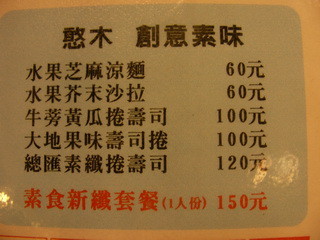 憨木 創意素味
水果芝麻涼麵 60元
水果芥末沙拉 60元
牛蒡黃瓜捲壽司 100元
大地果味壽司捲 100元
總匯素纖捲壽司 120元
素食新纖套餐(1人份) 150元